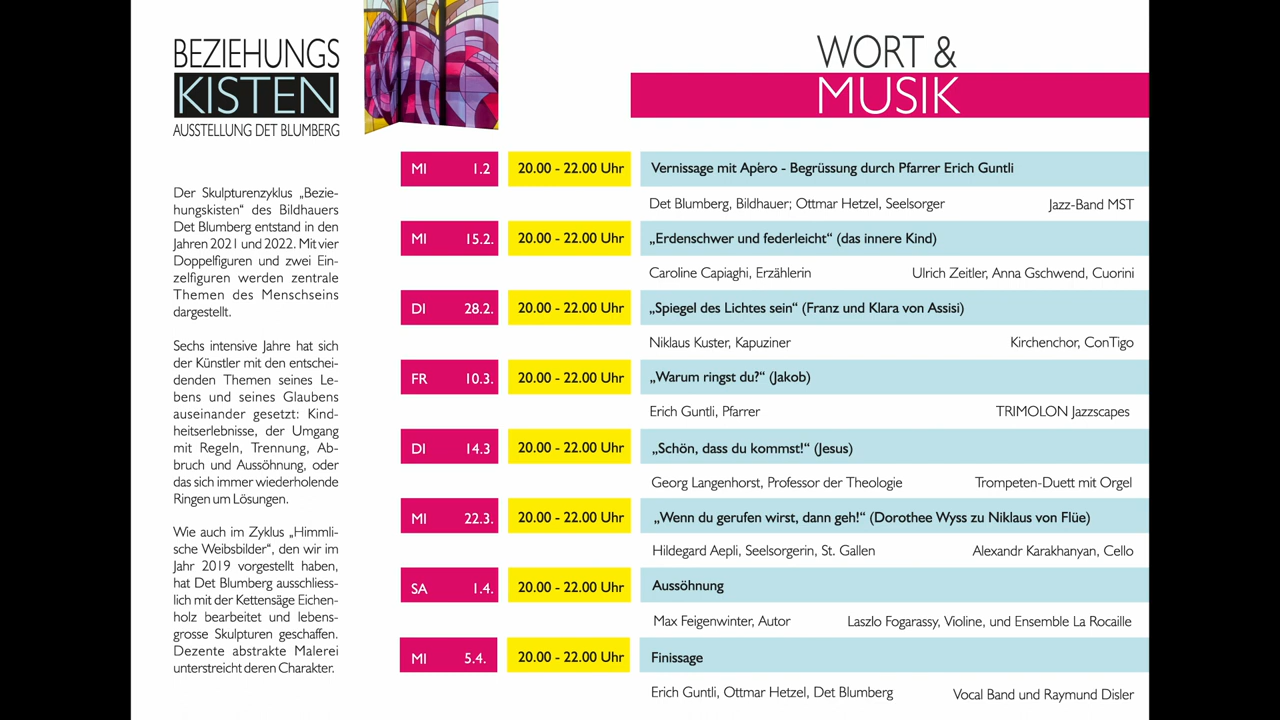 BEZIEHUNGS
KISTEN
AUSSTELLUNG DET BLUMBERG
Der Skulpturenzyklus „Bezie-
hungskisten“ des Bildhauers
Det Blumberg entstand in den
Jahren 2021 und 2022. Mit vier
Doppelfiguren und zwei Ein-
zelfiguren werden zentrale
Themen des Menschseins
dargestellt.
Sechs intensive Jahre hat sich
der Künstler mit den entschei-
denden Themen seines Le-
bens und seines Glaubens
auseinander gesetzt: Kind-
heitserlebnisse, der Umgang
mit Regeln, Trennung, Ab-
bruch und Aussöhnung, oder
das sich immer wiederholende
Ringen um Lösungen.
Wie auch im Zyklus „Himmli-
sche Weibsbilder“, den wir im
Jahr 2019 vorgestellt haben,
hat Det Blumberg ausschliess-
lich mit der Kettensäge Eichen-
holz bearbeitet und lebens-
grosse Skulpturen geschaffen.
Dezente abstrakte Malerei
unterstreicht deren Charakter.
WORT &
MUSIK
MI 1.2 20.00 - 22.00 Uhr Vernissage mit Apéro - Begrüssung durch Pfarrer Erich Guntli
Det Blumberg, Bildhauer; Ottmar Hetzel, Seelsorger Jazz-Band MST
MI 15.2. 20.00 - 22.00 Uhr „Erdenschwer und federleicht“ (das innere Kind)
Caroline Capiaghi, Erzählerin Ulrich Zeitler, Anna Gschwend, Cuorini
DI 28.2. 20.00 - 22.00 Uhr „Spiegel des Lichtes sein“ (Franz und Klara von Assisi)
Niklaus Kuster, Kapuziner Kirchenchor, ConTigo
FR 10.3. 20.00 - 22.00 Uhr „Warum ringst du?“ (Jakob)
Erich Guntli, Pfarrer TRIMOLON Jazzscapes
DI 14.3 20.00 - 22.00 Uhr „Schön, dass du kommst!“ (Jesus)
Georg Langenhorst, Professor der Theologie Trompeten-Duett mit Orgel
MI 22.3. 20.00 - 22.00 Uhr „Wenn du gerufen wirst, dann geh!“ (Dorothee Wyss zu Niklaus von Flüe)
Hildegard Aepli, Seelsorgerin, St. Gallen Alexandr Karakhanyan, Cello
SA 1.4. 20.00 - 22.00 Uhr Aussöhnung
Max Feigenwinter, Autor Laszlo Fogarassy, Violine, und Ensemble La Rocaille
MI 5.4. 20.00 - 22.00 Uhr Finissage
Erich Guntli, Ottmar Hetzel, Det Blumberg Vocal Band und Raymund Disler